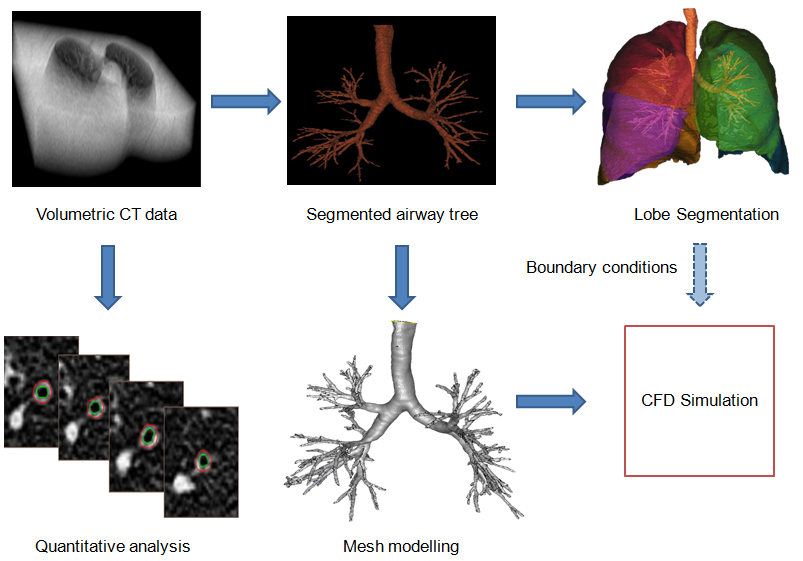 Volumetric CT data
Segmented airway tree
Lobe Segmentation
Boundary conditions
CFD Simulation
Quantitative analysis
Mesh modelling